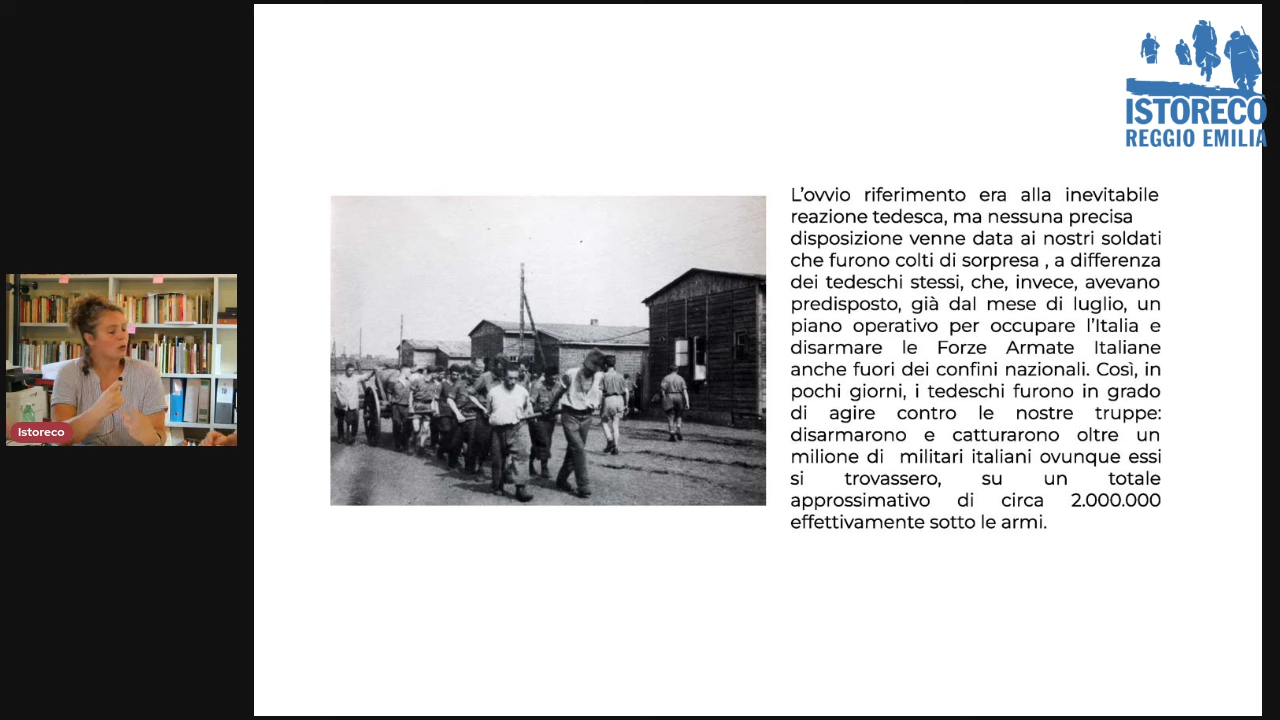 ISTORECO
REGGIO EMILIA
L'ovvio riferimento era alla inevitabile
reazione tedesca, ma nessuna precisa
disposizione venne data ai nostri soldati
che furono colti di sorpresa , a differenza
dei tedeschi stessi, che, invece, avevano
predisposto, già dal mese di luglio, un
piano operativo per occupare l'Italia e
disarmare le Forze Armate Italiane
anche fuori dei confini nazionali. Così, in
pochi giorni, i tedeschi furono in grado
di agire contro le nostre truppe:
disarmarono e catturarono oltre un
milione di militari italiani ovunque essi
si trovassero, su un totale
approssimativo di circa 2.000.000
effettivamente sotto le armi.
Istoreco